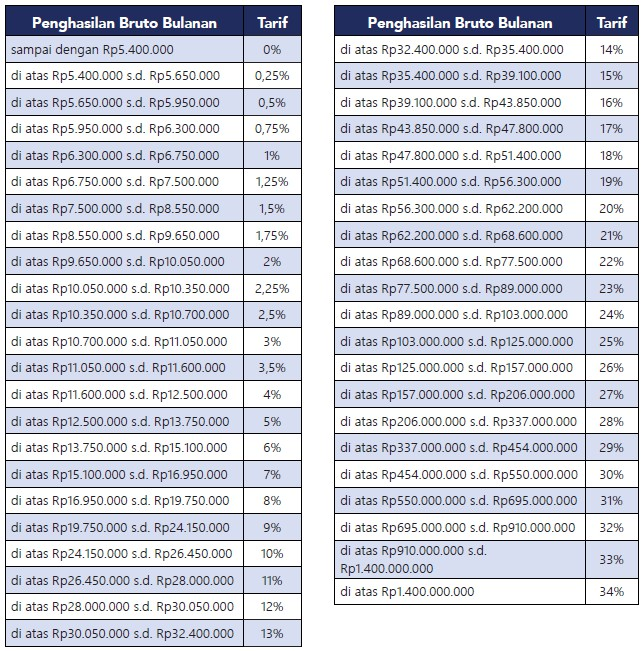 Penghasilan Bruto Bulanan Tarif
sampai dengan Rp5.400.000 0%
di atas Rp5.400.000 s.d. Rp5.650.000 0,25%
di atas Rp5.650.000 s.d. Rp5.950.000 0,5%
di atas Rp5.950.000 s.d. Rp6.300.000 0,75%
di atas Rp6.300.000 s.d. Rp6.750.000 1%
di atas Rp6.750.000 s.d. Rp7.500.000 1,25%
di atas Rp7.500.000 s.d. Rp8.550.000 1,5%
di atas Rp8.550.000 s.d. Rp9.650.000 1,75%
di atas Rp9.650.000 s.d. Rp10.050.000 2%
di atas Rp10.050.000 s.d. Rp10.350.000 2,25%
di atas Rp10.350.000 s.d. Rp10.700.000 2,5%
di atas Rp10.700.000 s.d. Rp11.050.000 3%
di atas Rp11.050.000 s.d. Rp11.600.000 3,5%
di atas Rp11.600.000 s.d. Rp12.500.000 4%
di atas Rp12.500.000 s.d. Rp13.750.000 5%
di atas Rp13.750.000 s.d. Rp15.100.000 6%
di atas Rp15.100.000 s.d. Rp16.950.000 7%
di atas Rp16.950.000 s.d. Rp19.750.000 8%
di atas Rp19.750.000 s.d. Rp24.150.000 9%
di atas Rp24.150.000 s.d. Rp26.450.000 10%
di atas Rp26.450.000 s.d. Rp28.000.000 11%
di atas Rp28.000.000 s.d. Rp30.050.000 12%
di atas Rp30.050.000 s.d. Rp32.400.000 13%
Penghasilan Bruto Bulanan Tarif
di atas Rp32.400.000 s.d. Rp35.400.000 14%
di atas Rp35.400.000 s.d. Rp39.100.000 15%
di atas Rp39.100.000 s.d. Rp43.850.000 16%
di atas Rp43.850.000 s.d. Rp47.800.000 17%
di atas Rp47.800.000 s.d. Rp51.400.000 18%
di atas Rp51.400.000 s.d. Rp56.300.000 19%
di atas Rp56.300.000 s.d. Rp62.200.000 20%
di atas Rp62.200.000 s.d. Rp68.600.000 21%
di atas Rp68.600.000 s.d. Rp77.500.000 22%
di atas Rp77.500.000 s.d. Rp89.000.000 23%
di atas Rp89.000.000 s.d. Rp103.000.000 24%
di atas Rp103.000.000 s.d. Rp125.000.000 25%
di atas Rp125.000.000 s.d. Rp157.000.000 26%
di atas Rp157.000.000 s.d. Rp206.000.000 27%
di atas Rp206.000.000 s.d. Rp337.000.000 28%
di atas Rp337.000.000 s.d. Rp454.000.000 29%
di atas Rp454.000.000 s.d. Rp550.000.000 30%
di atas Rp550.000.000 s.d. Rp695.000.000 31%
di atas Rp695.000.000 s.d. Rp910.000.000 32%
di atas Rp910.000.000 s.d.
Rp1.400.000.000 33%
di atas Rp1.400.000.000 34%